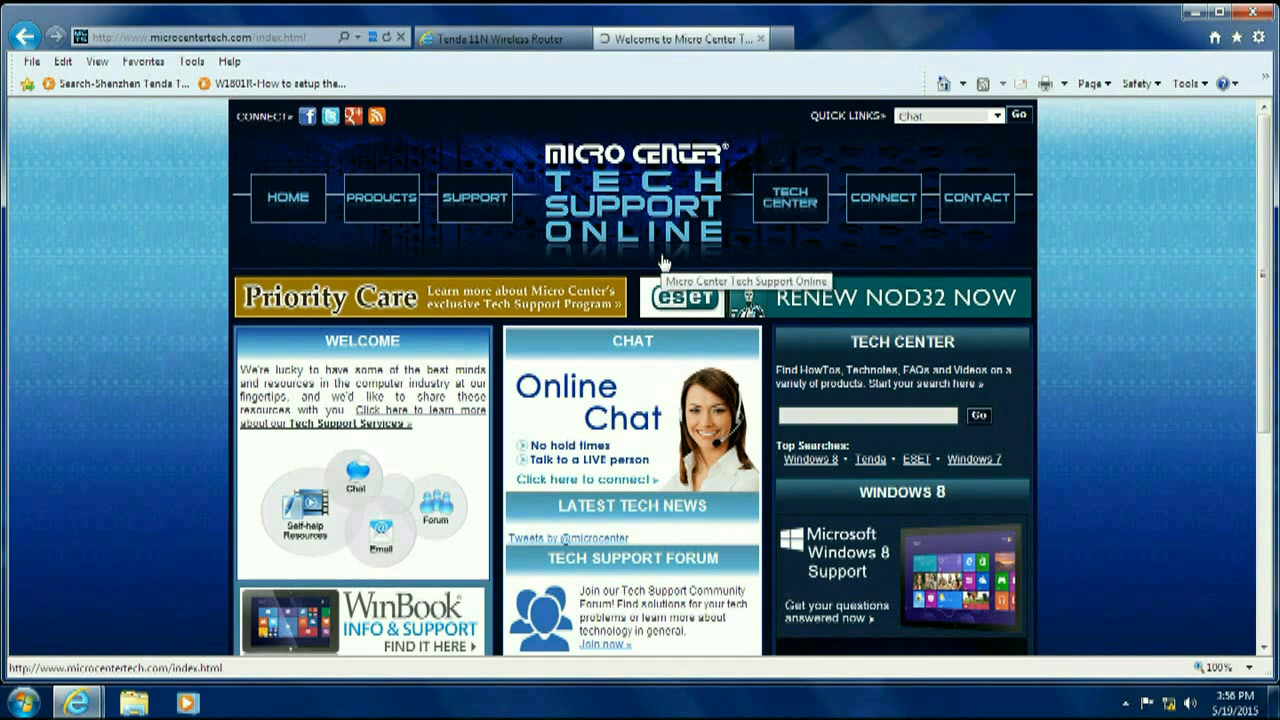 http://www.microcentertech.com/index.html
Tenda 11N Wireless Router
Welcome to Micro Center T...
File Edit View Favorites Tools Help
Search-Shenzhen Tenda T...
W1801R-How to setup the...
Page
Safety
Tools
CONNECT»
QUICK LINKS»
Chat
Go
MICRO CENTER®
TECH
SUPPORT
ONLINE
HOME
PRODUCTS
SUPPORT
TECH
CENTER
CONNECT
CONTACT
Micro Center Tech Support Online
Priority Care
Learn more about Micro Center's
exclusive Tech Support Program »
eseT
RENEW NOD32 NOW
WELCOME
We're lucky to have some of the best minds
and resources in the computer industry at our
fingertips, and we'd like to share these
resources with you. Click here to learn more
about our Tech Support Services »
Chat
Self-help
Resources
Email
Forum
WinBook
INFO & SUPPORT
FIND IT HERE
CHAT
Online
Chat
No hold times
Talk to a LIVE person
Click here to connect
LATEST TECH NEWS
Tweets by @microcenter
TECH SUPPORT FORUM
Join our Tech Support Community
Forum! Find solutions for your tech
problems or learn more about
technology in general.
Join now »
TECH CENTER
Find HowTos, Technotes, FAQs and Videos on a
variety of products. Start your search here »
Go
Top Searches:
Windows 8 • Tenda • ESET • Windows 7
WINDOWS 8
Microsoft
Windows 8
Support
Get your questions
answered now
http://www.microcentertech.com/index.html
100%
3:56 PM
5/19/2015